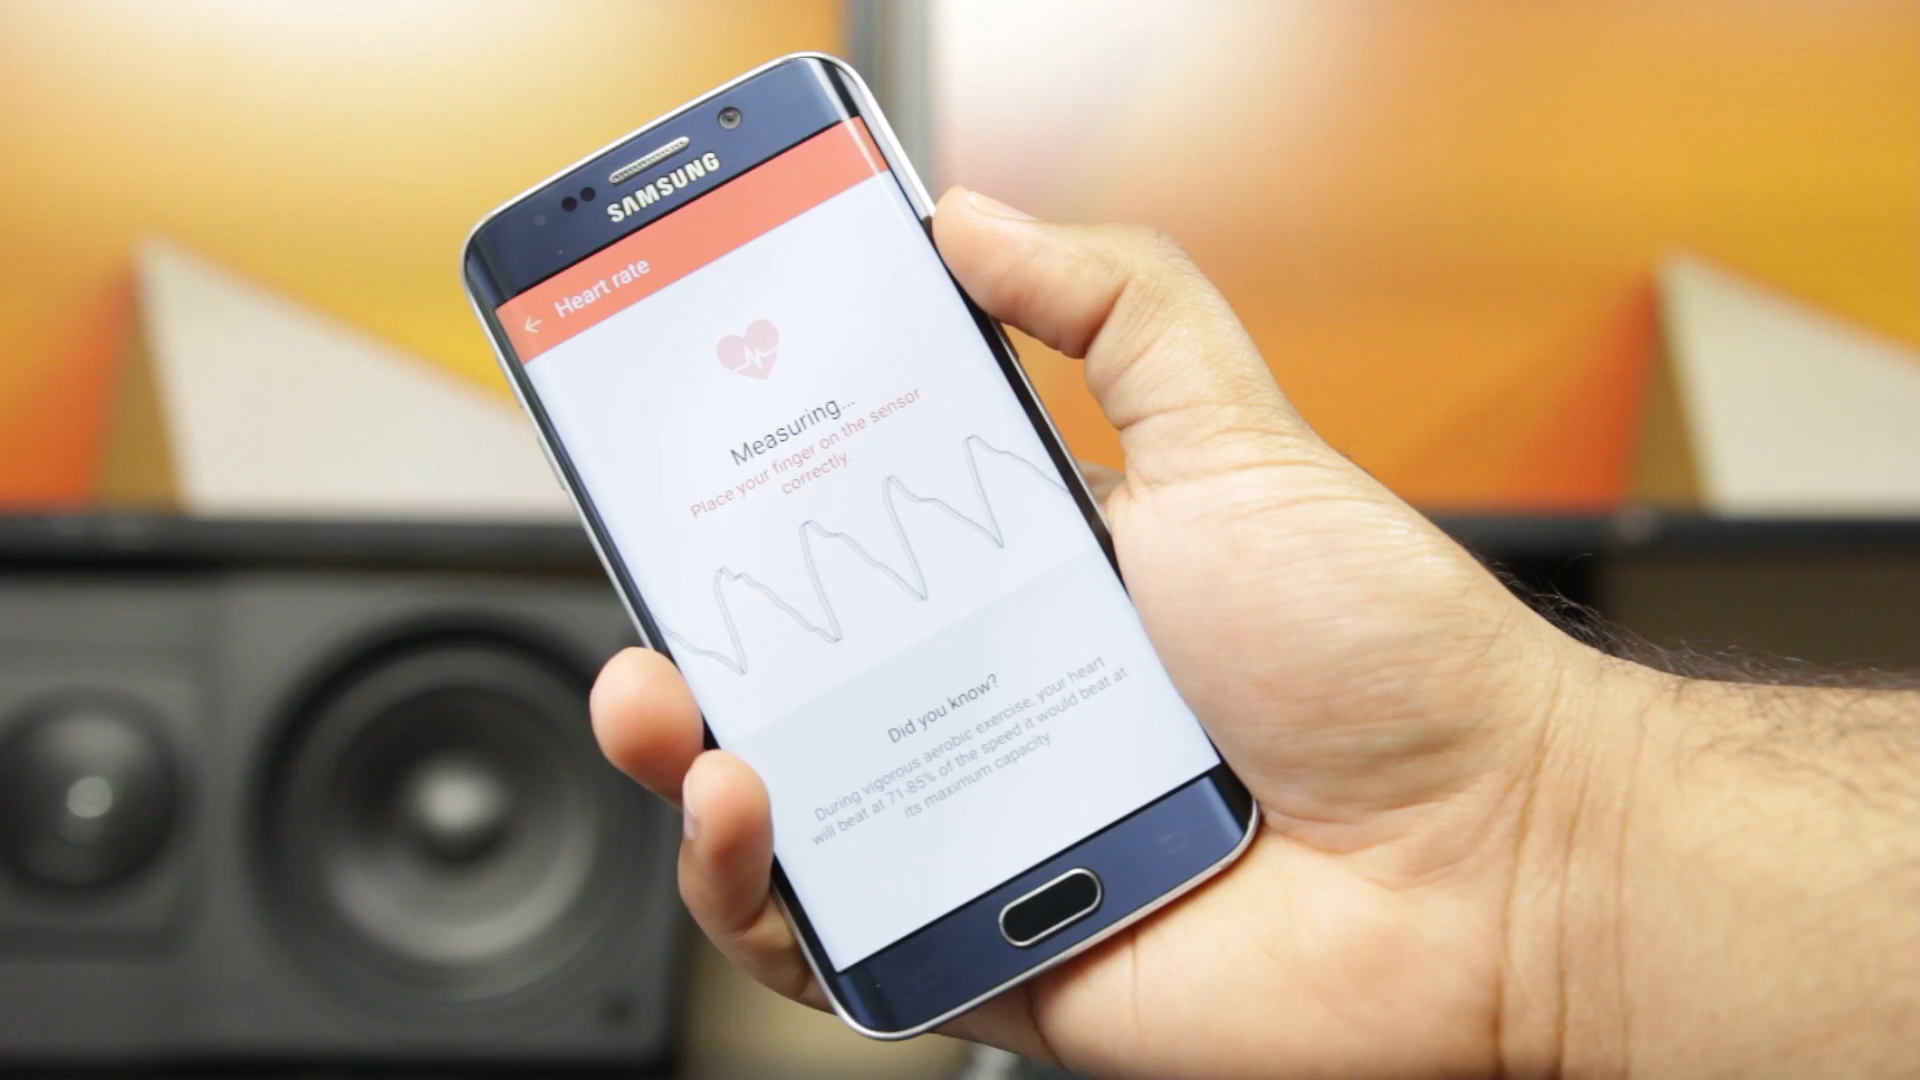 SAMSUNG
Heart rate
Measuring...
Place your finger on the sensor
correctly
Did you know?
During vigorous aerobic exercise, your heart
will beat at 71-85% of the speed it would beat at
its maximum capacity.